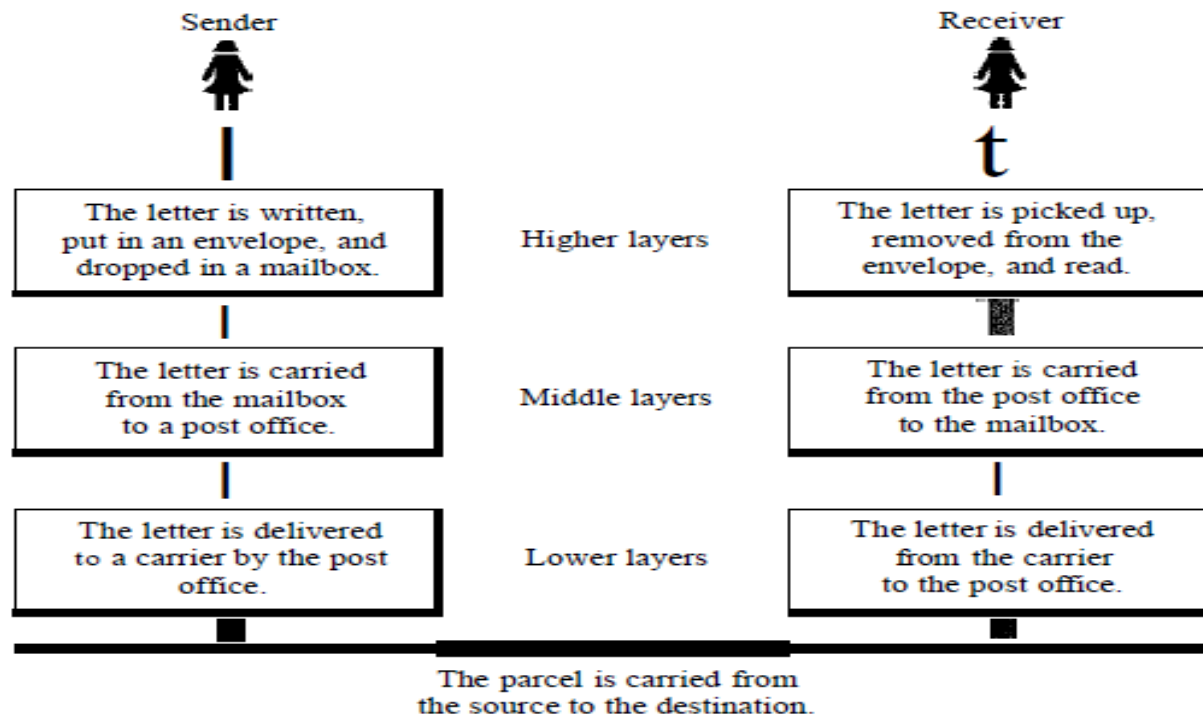 Sender
Receiver
l
t
The letter is written,
put in an envelope, and
dropped in a mailbox.
Higher layers
The letter is picked up,
removed from the
envelope, and read.
The letter is carried
from the mailbox
to a post office.
Middle layers
The letter is carried
from the post office
to the mailbox.
The letter is delivered
to a carrier by the post
office.
Lower layers
The letter is delivered
from the carrier
to the post office.
The parcel is carried from
the source to the destination.